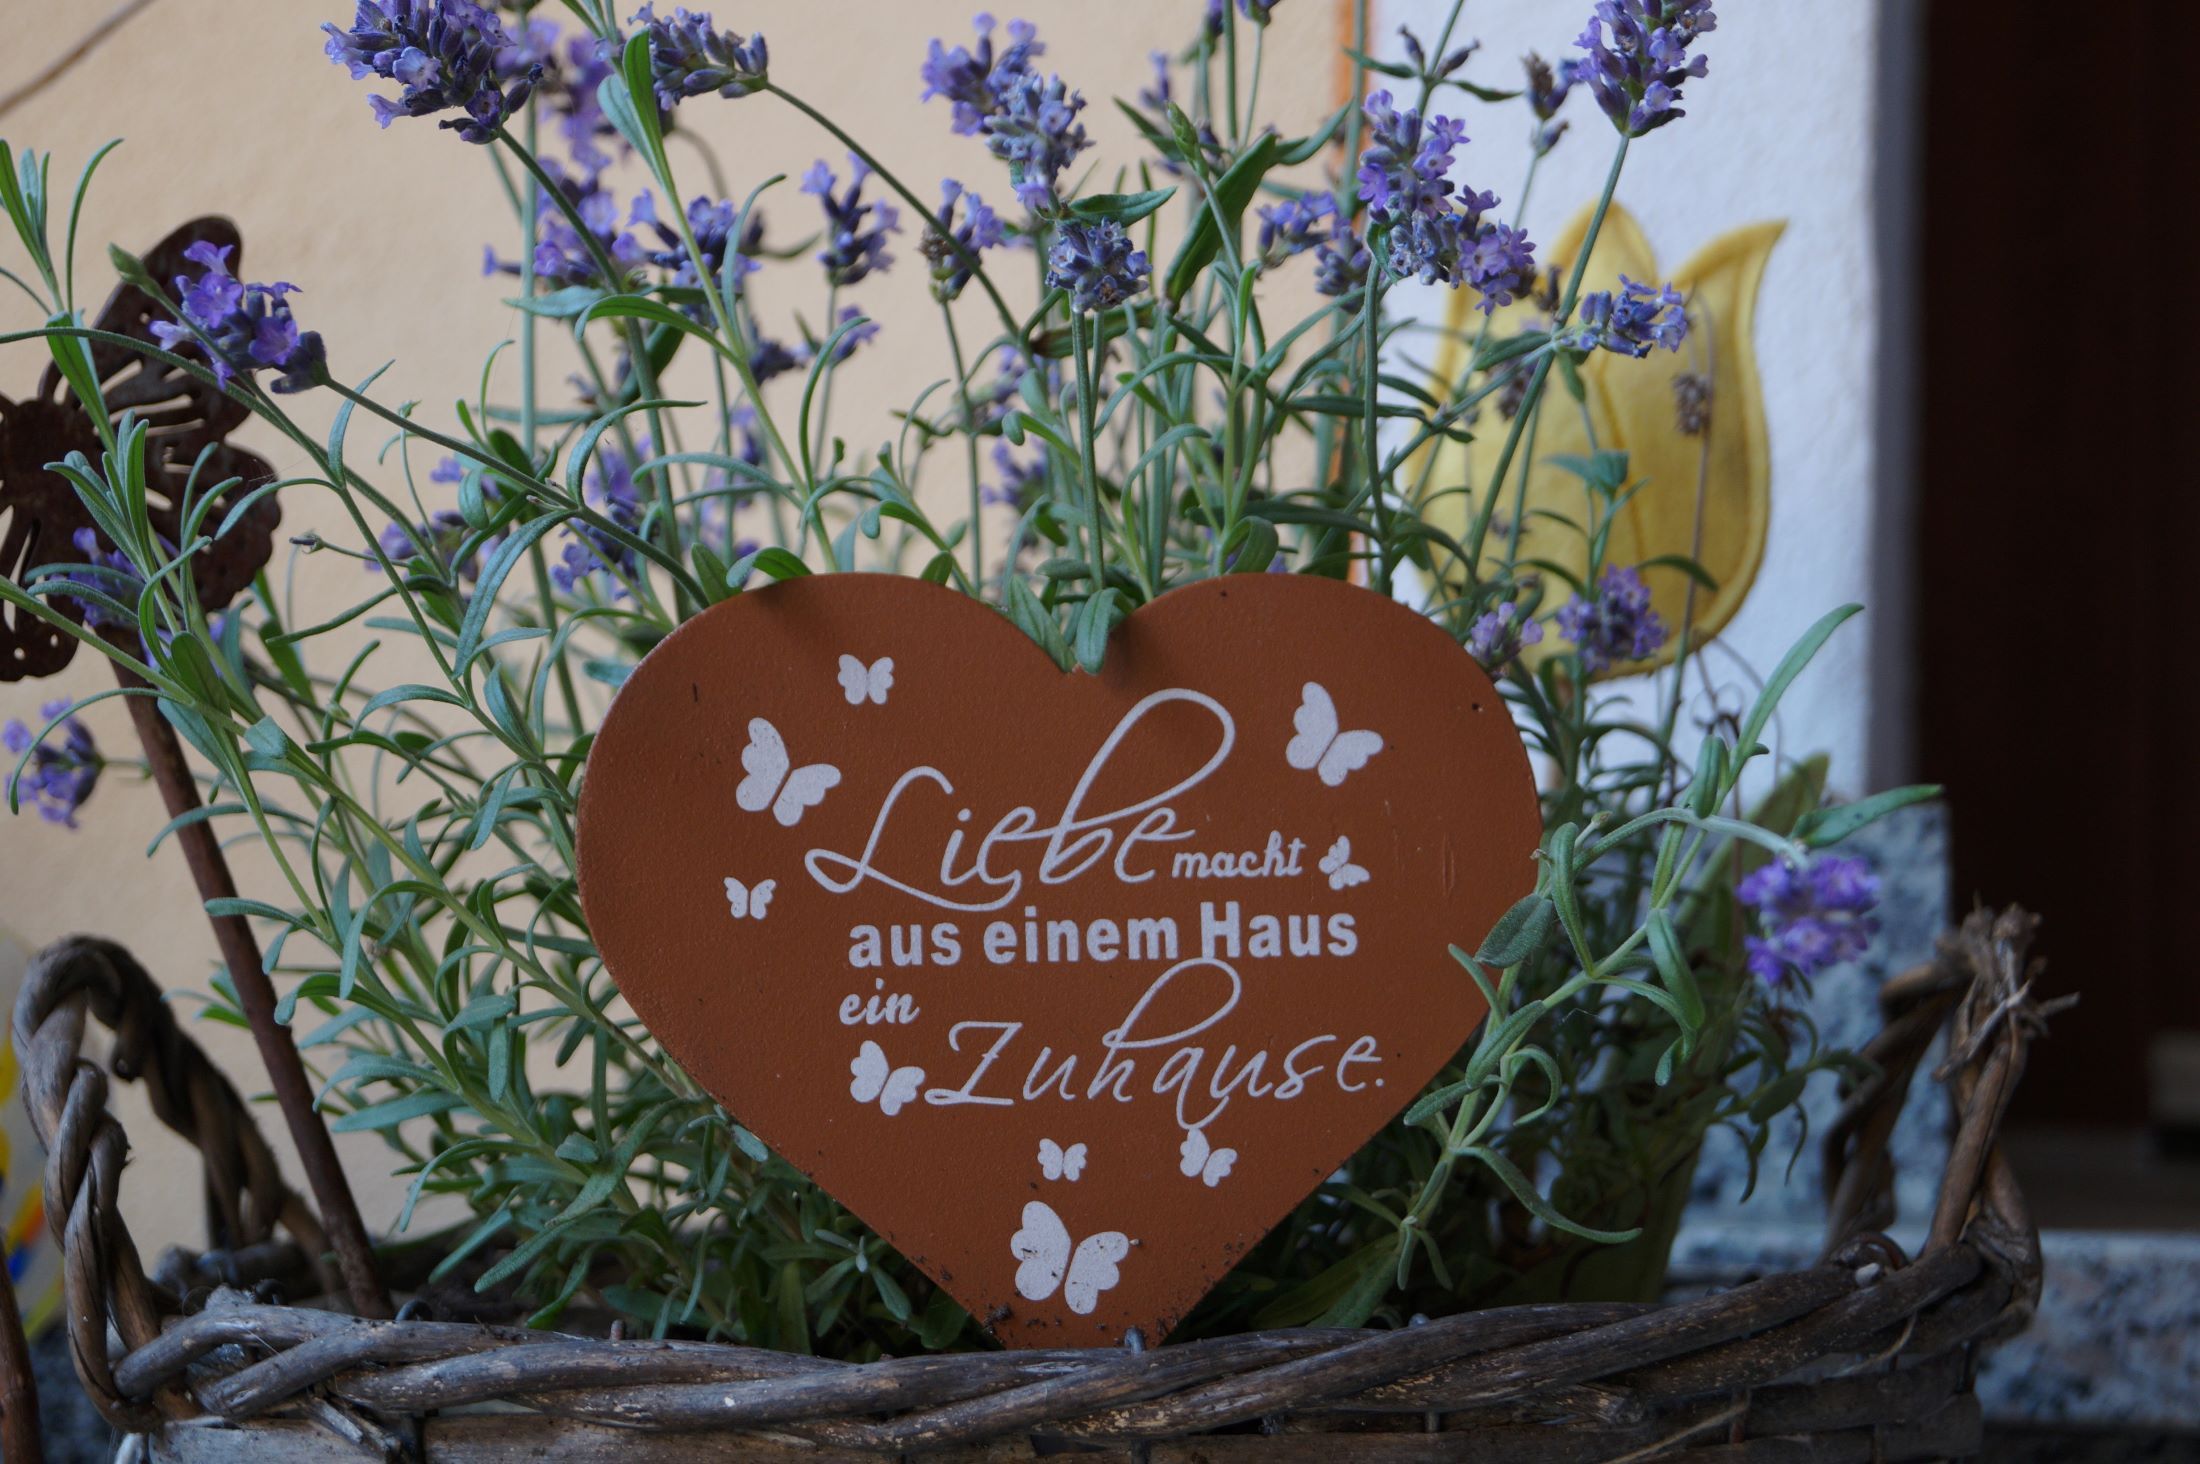 Liebe macht
aus einem Haus
ein
Zuhause.